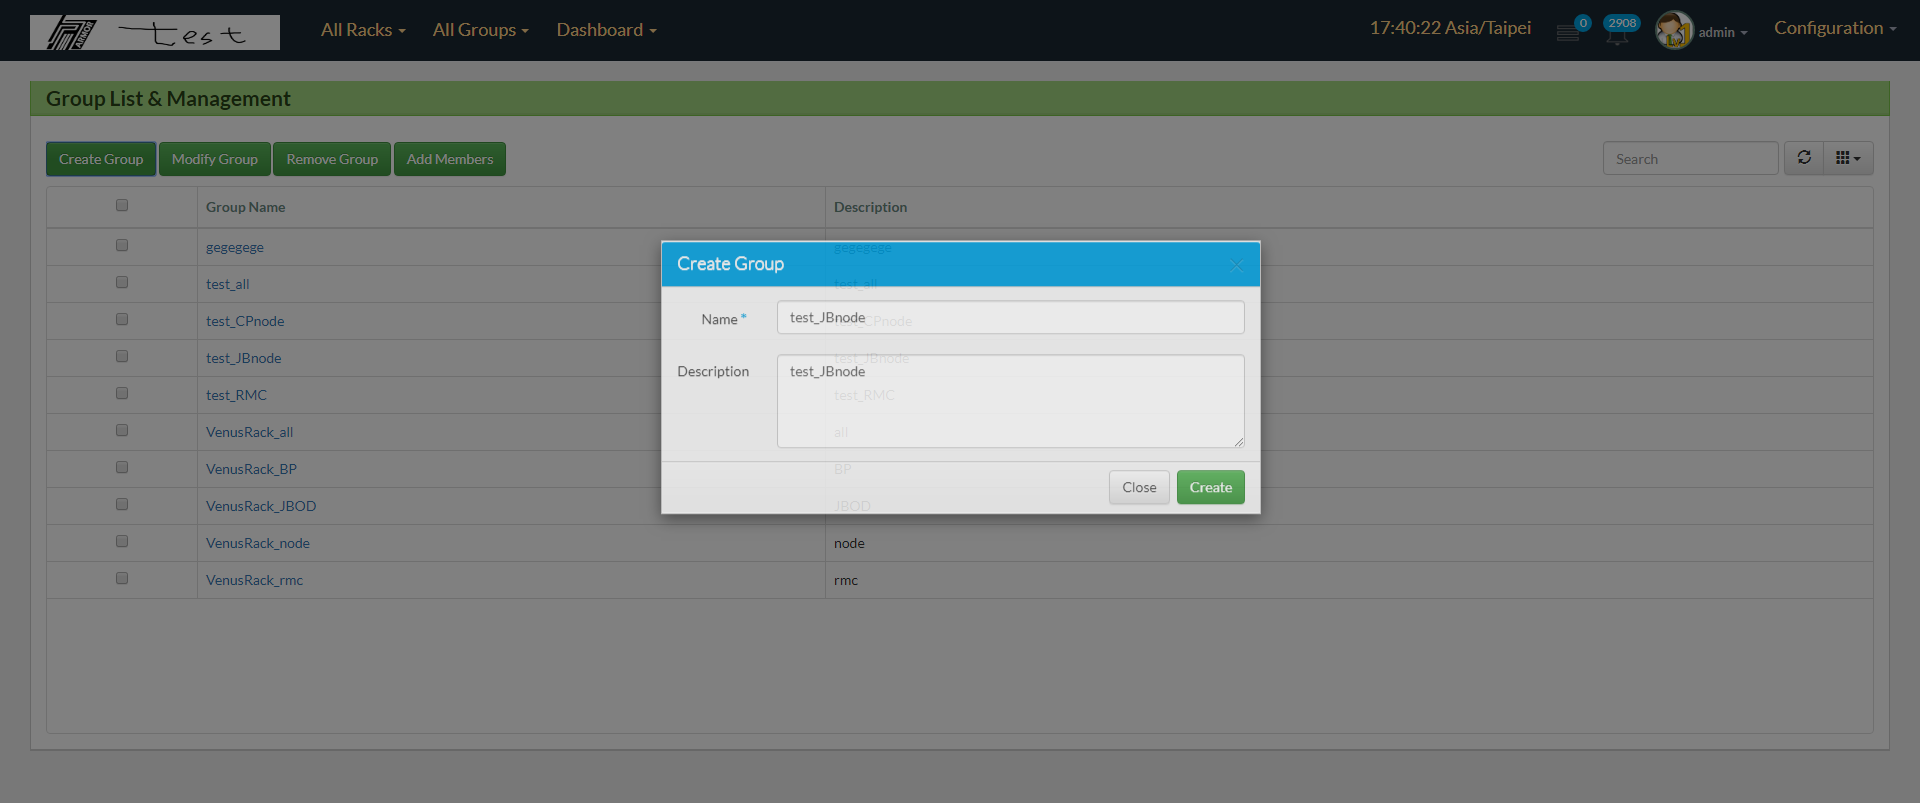 ARMOR test All Racks All Groups Dashboard 17:40:22 Asia/Taipei 0 2908 admin Configuration
Group List & Management
Create Group Modify Group Remove Group Add Members Search
Group Name Description
gegegege gegegege
test_all test_all
test_CPnode test_CPnode
test_JBnode test_JBnode
test_RMC test_RMC
VenusRack_all all
VenusRack_BP BP
VenusRack_JBOD JBOD
VenusRack_node node
VenusRack_rmc rmc
Create Group ×
Name * test_JBnode
Description test_JBnode
Close Create